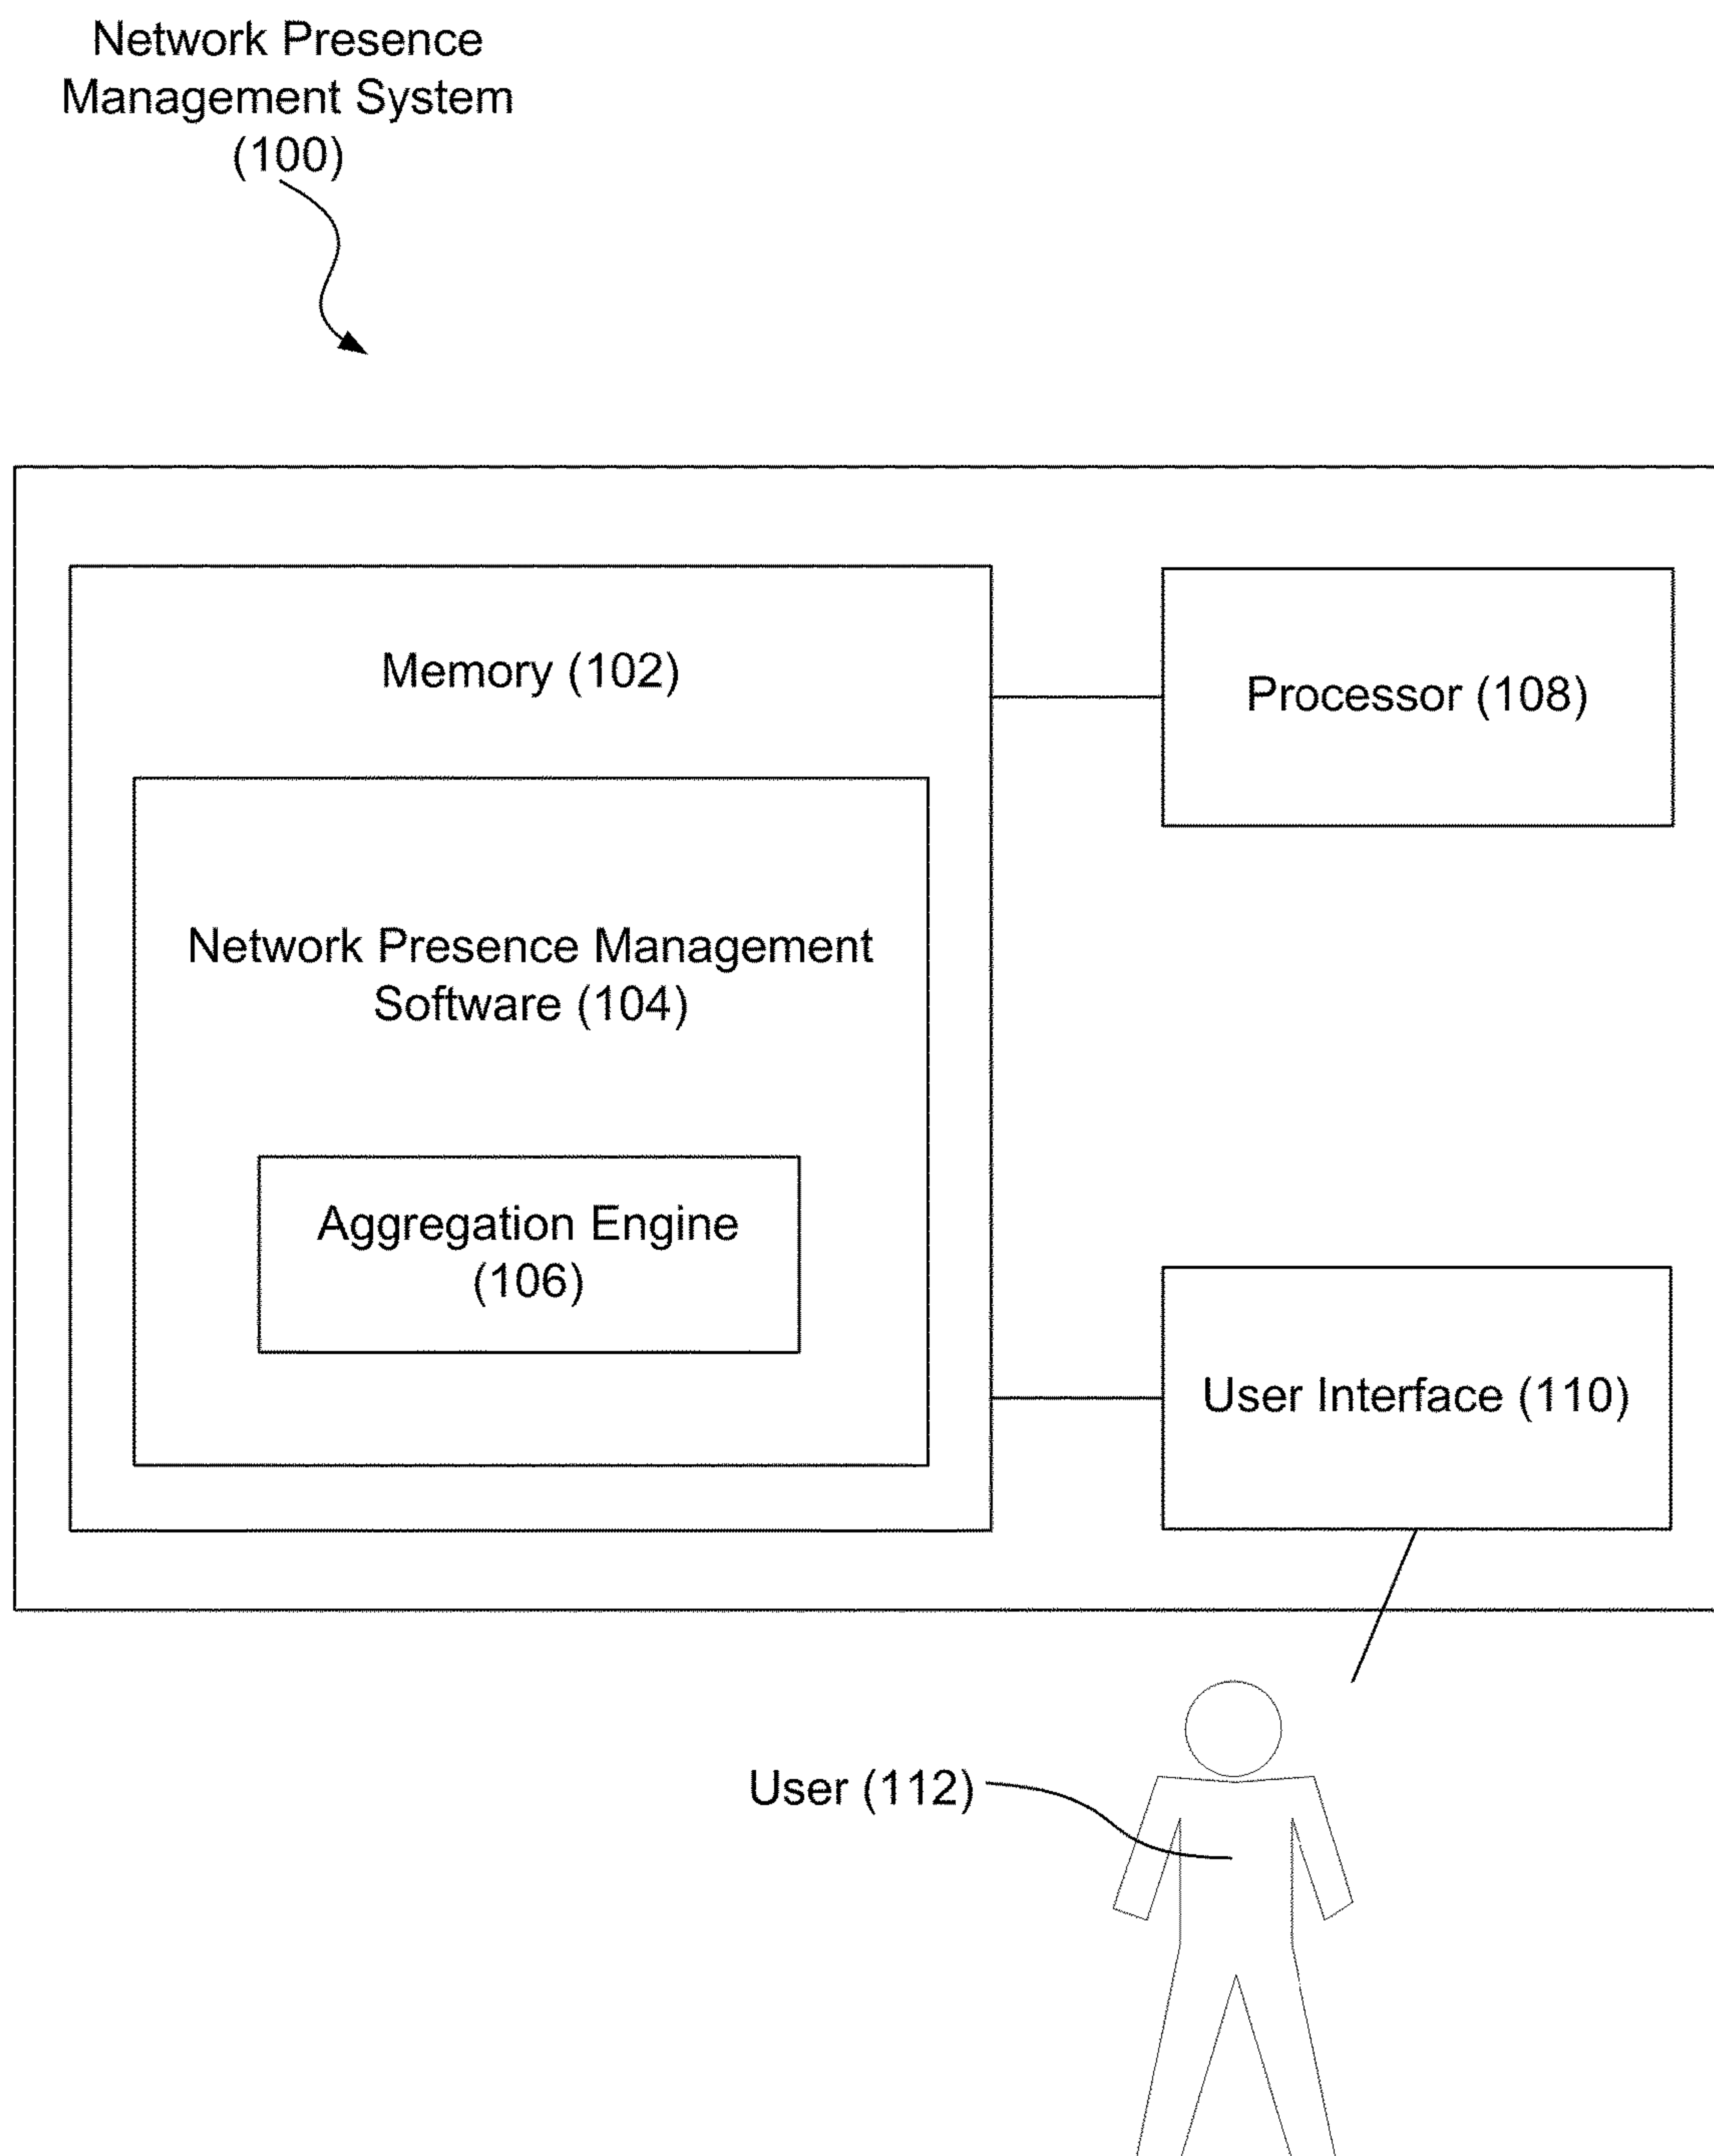 Network Presence
Management System
(100)
Memory (102)
Processor (108)
Network Presence Management
Software (104)
Aggregation Engine
(106)
User Interface (110)
User (112)